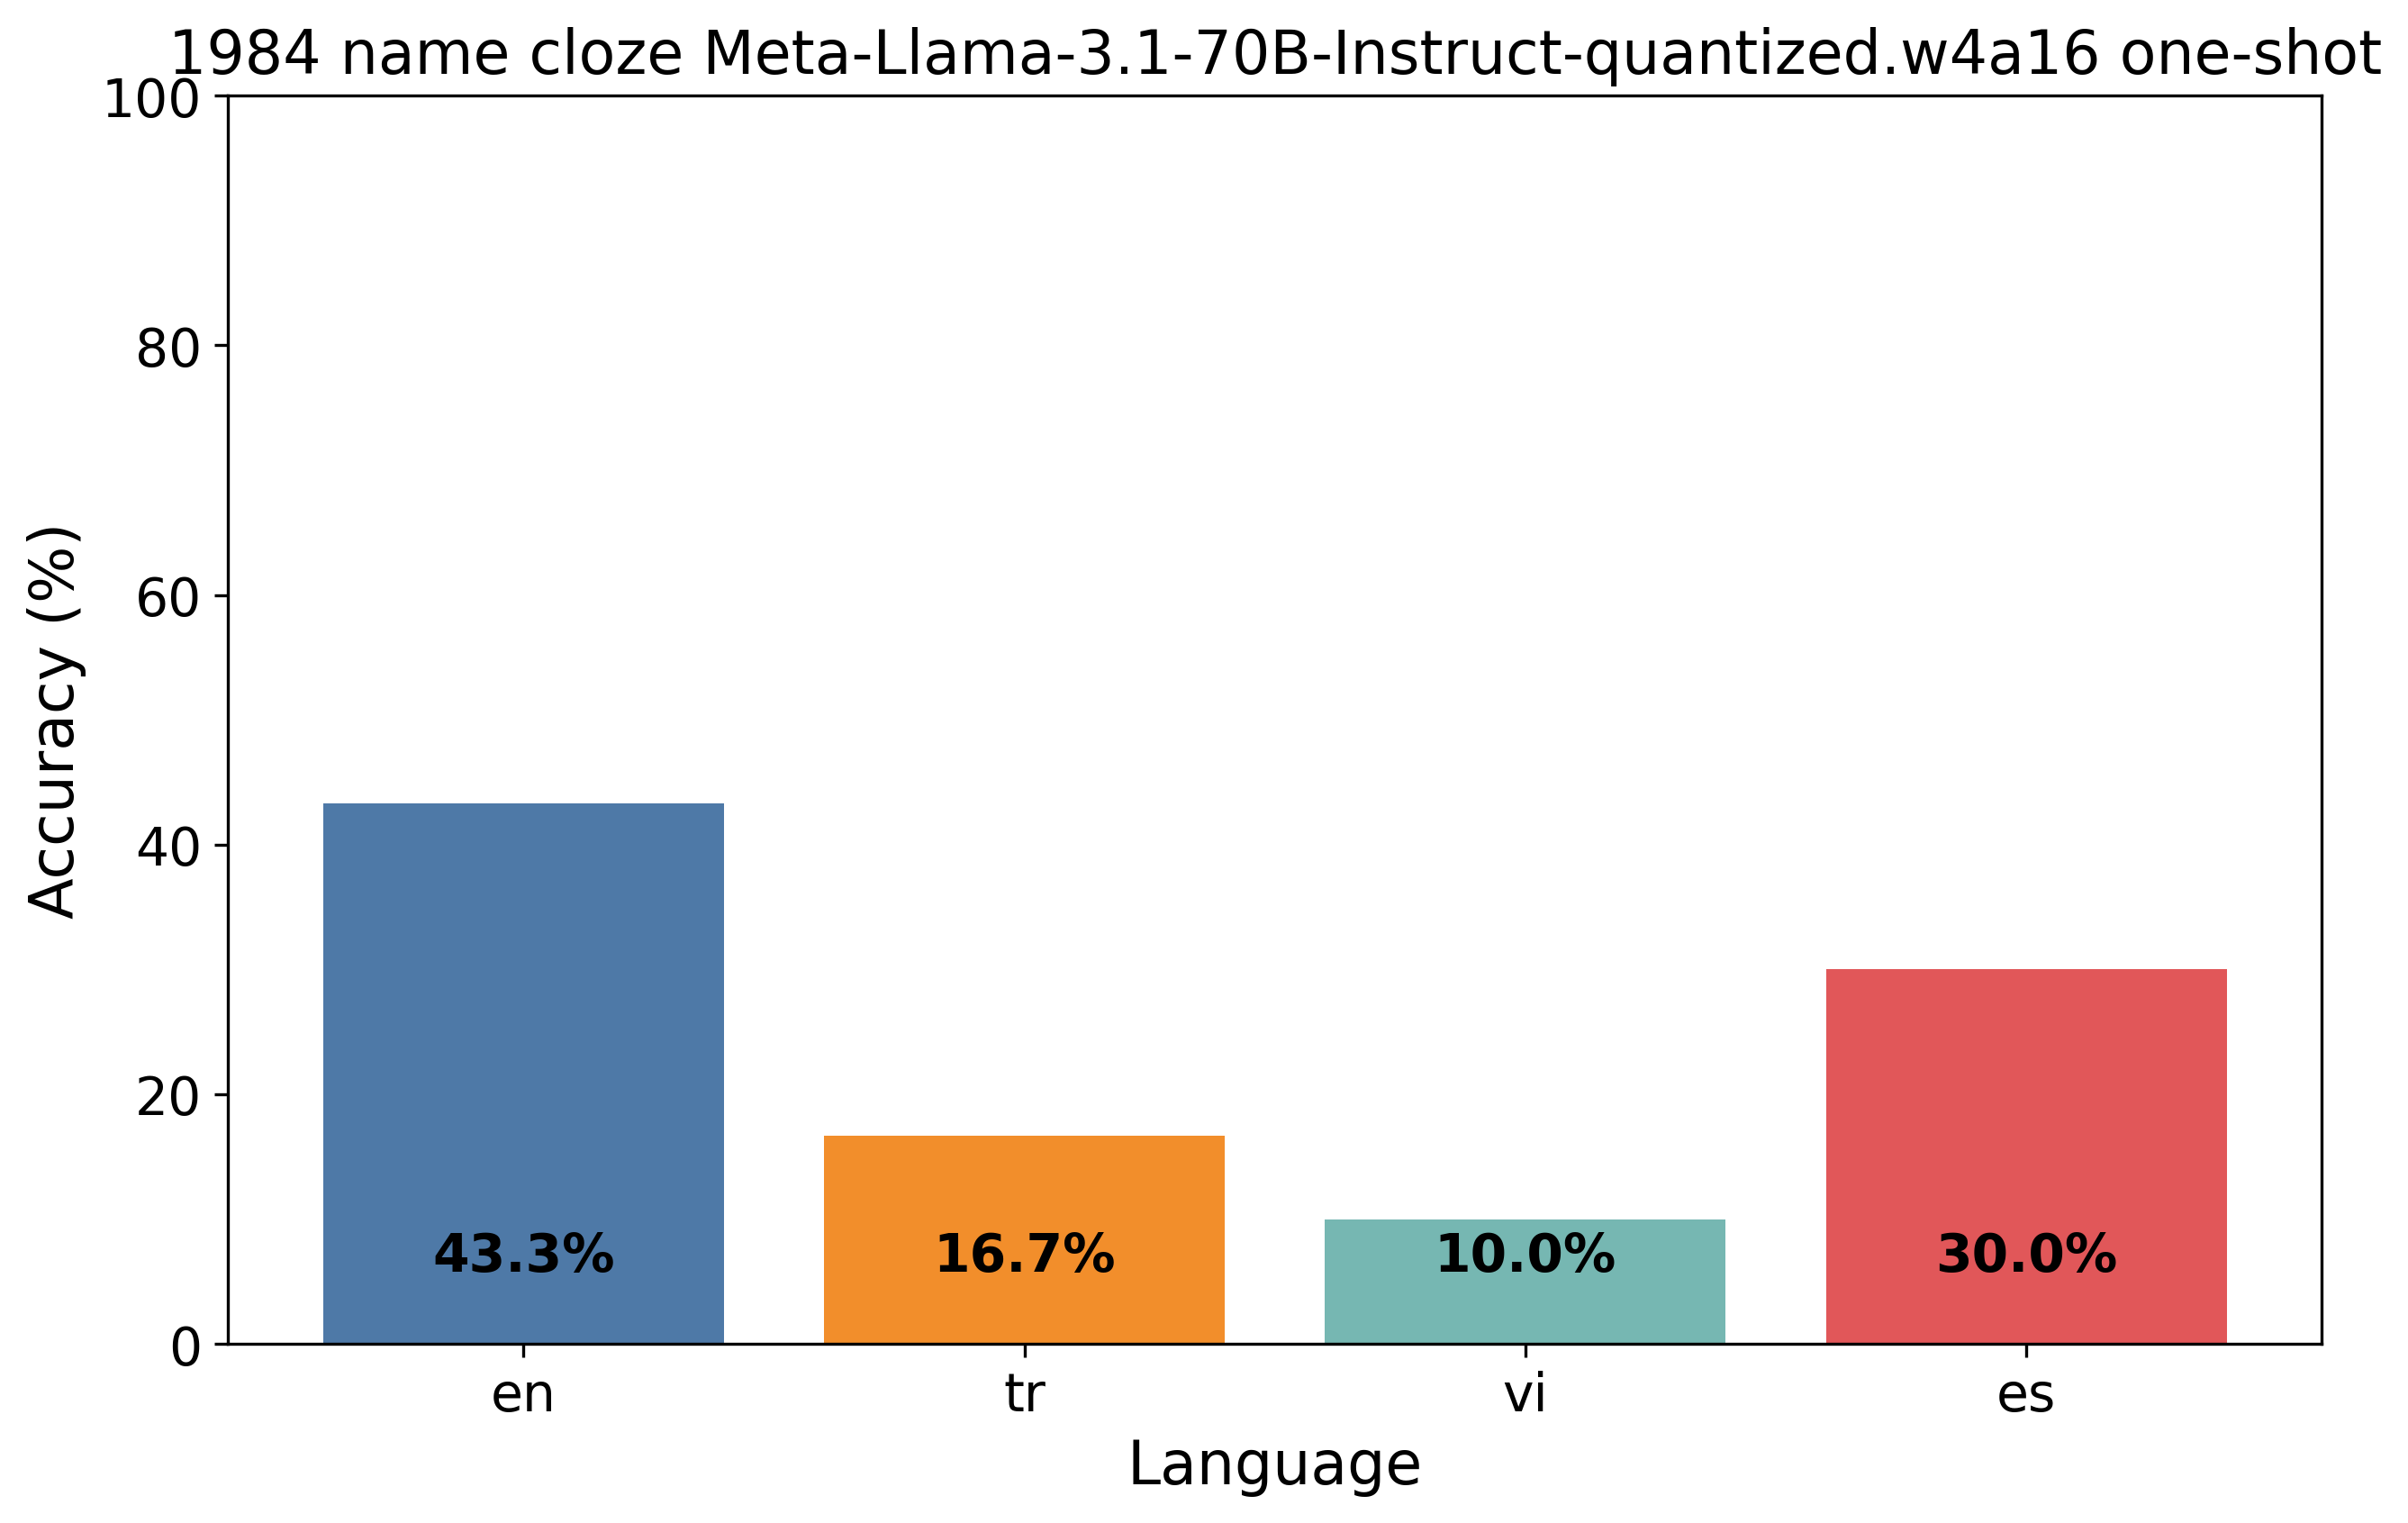 1984 name cloze Meta-Llama-3.1-70B-Instruct-quantized.w4a16 one-shot
Accuracy (%)
100
80
60
40
20
0
43.3%
16.7%
10.0%
30.0%
en
tr
vi
es
Language